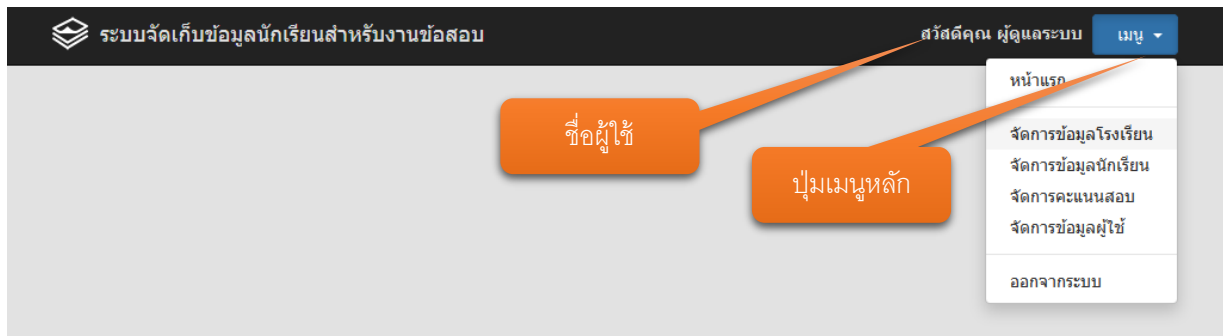 ระบบจัดเก็บข้อมูลนักเรียนสำหรับงานข้อสอบ
สวัสดีคุณ ผู้ดูแลระบบ
เมนู
หน้าแรก
ชื่อผู้ใช้
จัดการข้อมูลโรงเรียน
จัดการข้อมูลนักเรียน
ปุ่มเมนูหลัก
จัดการคะแนนสอบ
จัดการข้อมูลผู้ใช้
ออกจากระบบ